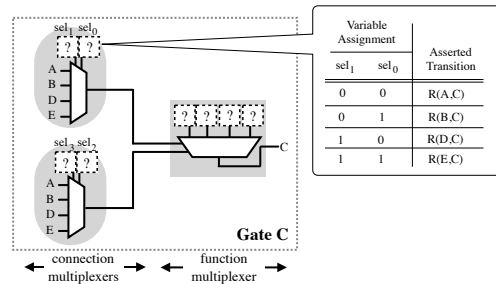 sel1 sel0
? ?
A
B
D
E
sel3 sel2
? ?
A
B
D
E
? ? ? ?
C
Gate C
connection multiplexers
function multiplexer
Variable Assignment
Asserted Transition
sel1 sel0
0 0 R(A,C)
0 1 R(B,C)
1 0 R(D,C)
1 1 R(E,C)